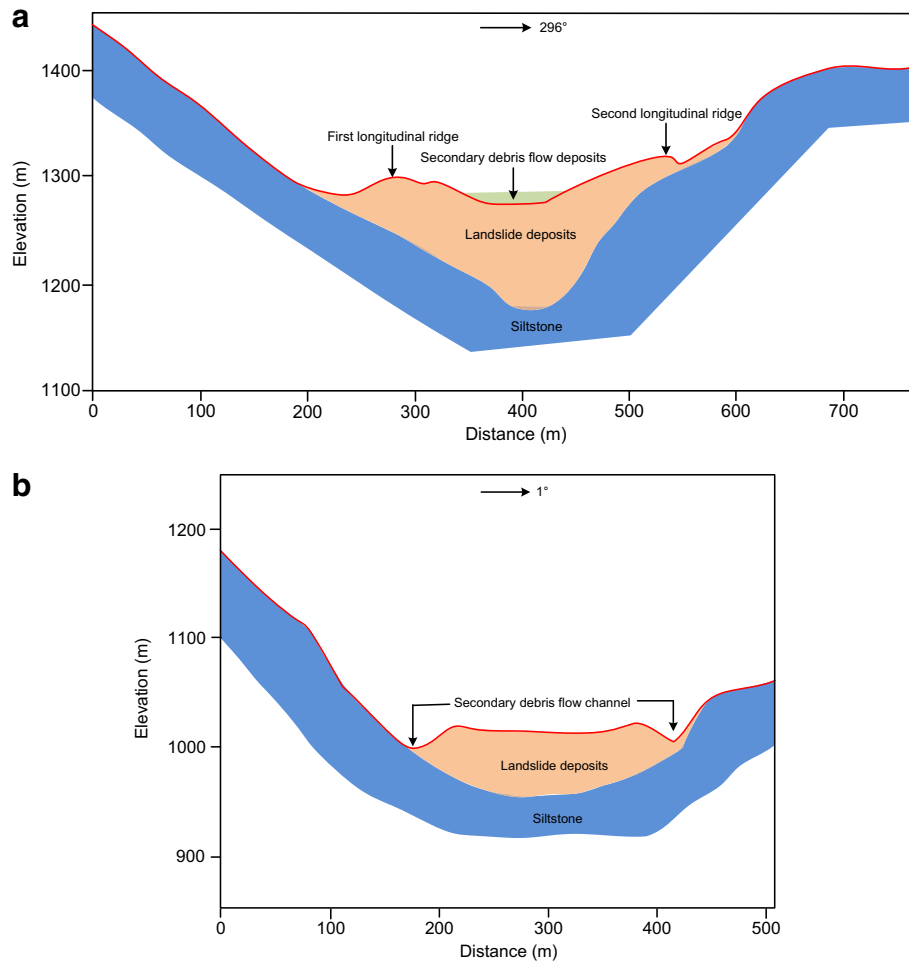 a
296°
1400
Second longitudinal ridge
First longitudinal ridge
Secondary debris flow deposits
1300
Elevation (m)
Landslide deposits
1200
Siltstone
1100
0 100 200 300 400 500 600 700
Distance (m)
b
1°
1200
1100
Elevation (m)
Secondary debris flow channel
1000
Landslide deposits
Siltstone
900
0 100 200 300 400 500
Distance (m)